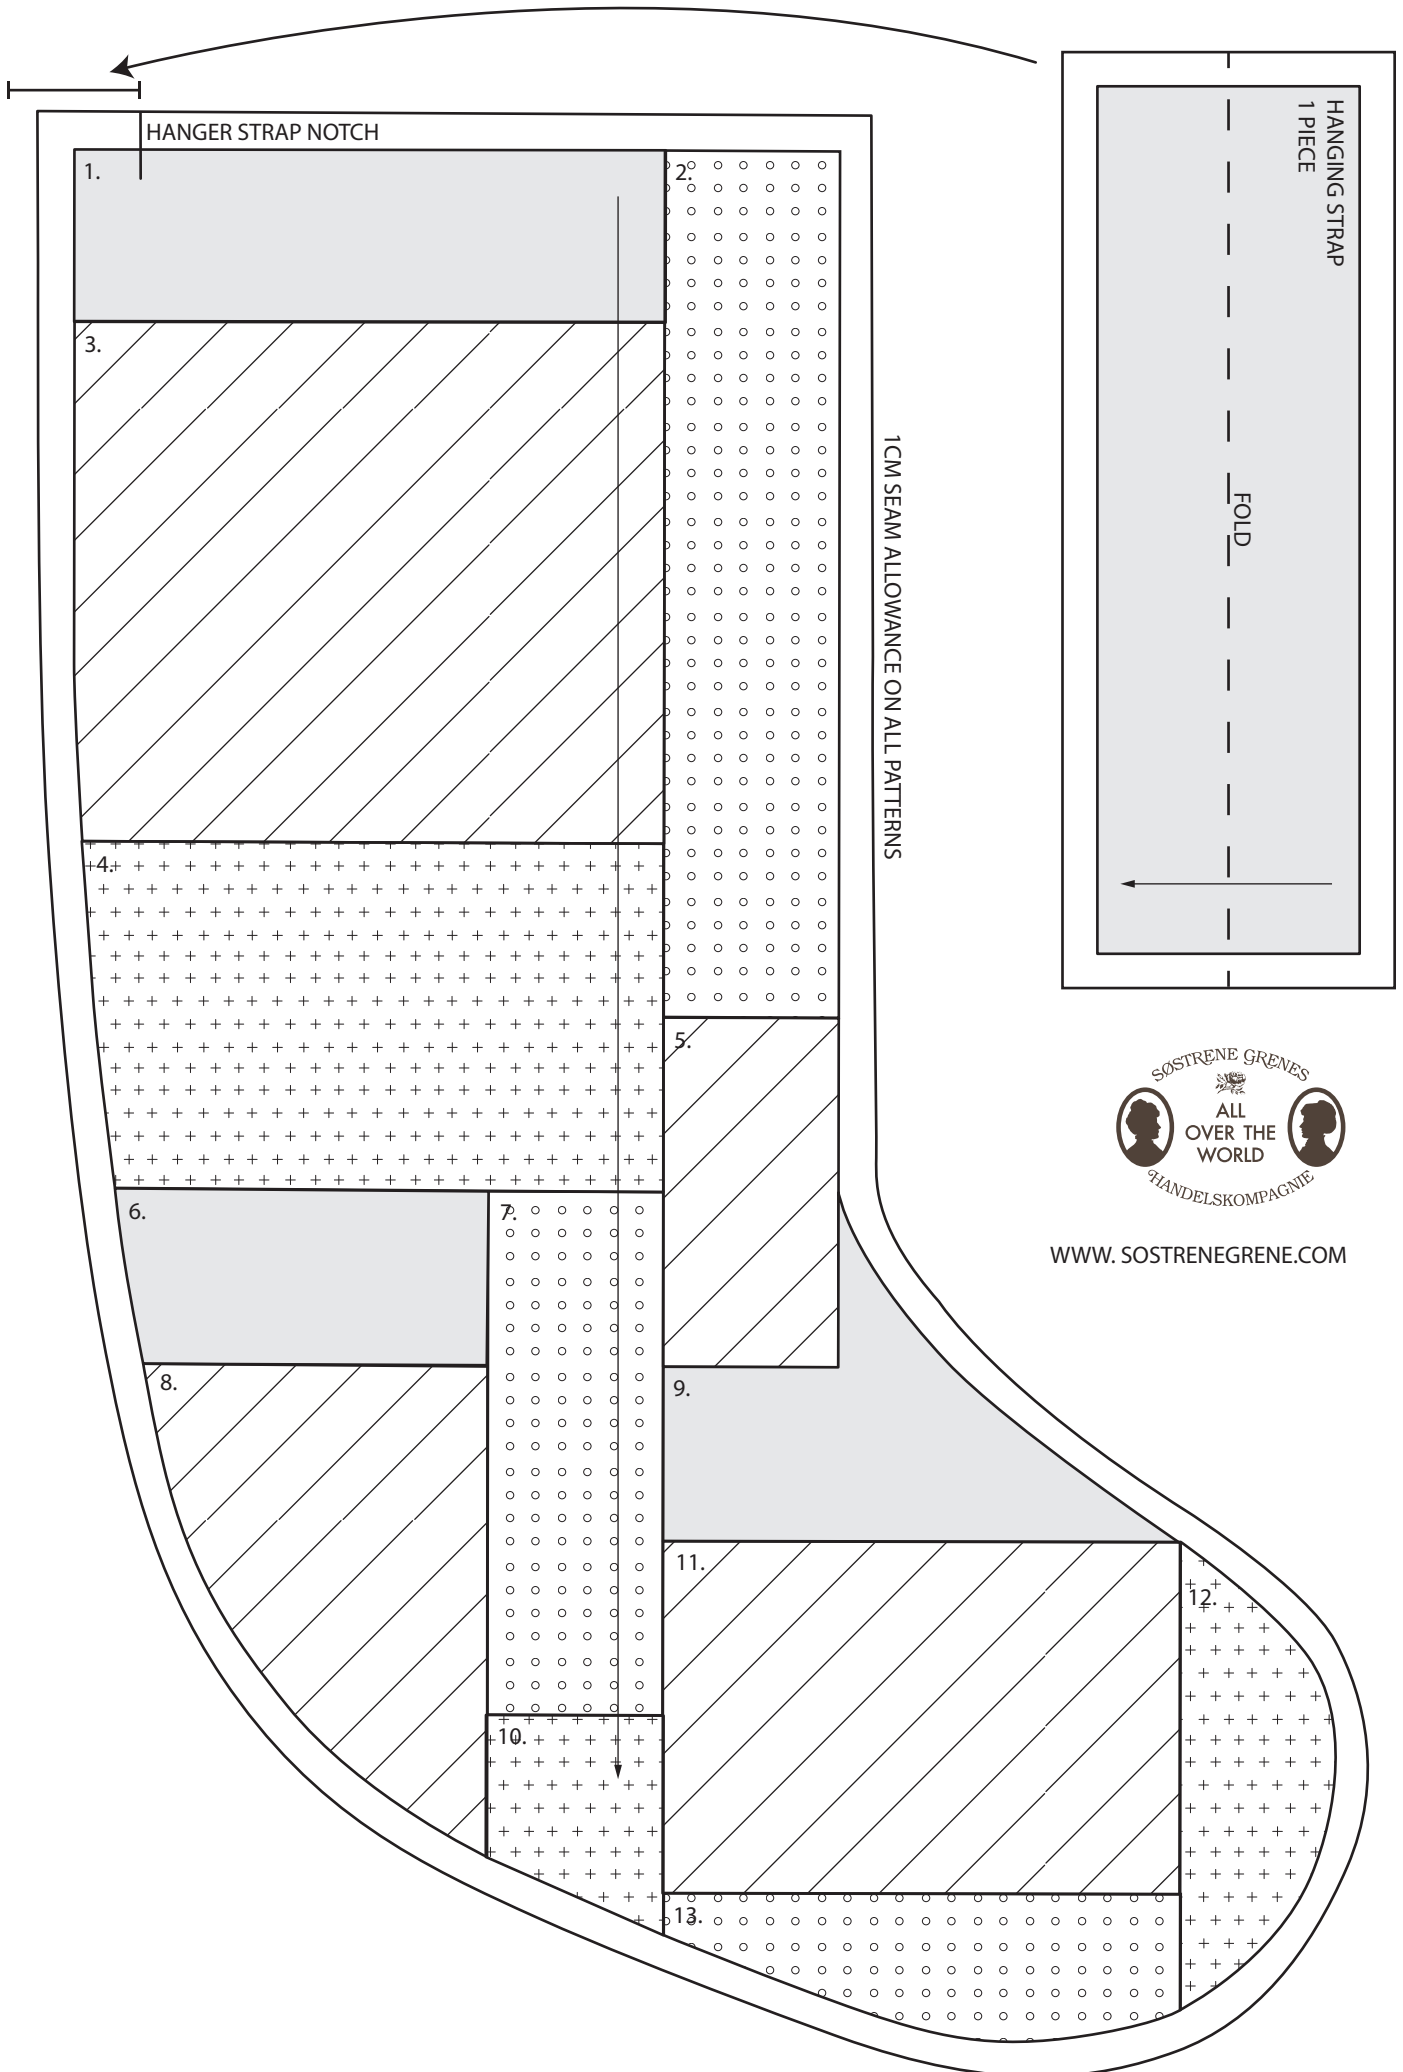 HANGER STRAP NOTCH
HANGING STRAP
1 PIECE
1.
2.
3.
1CM SEAM ALLOWANCE ON ALL PATTERNS
FOLD
4.
5.
SØSTRENE GRENES
ALL
OVER THE
WORLD
HANDELSKOMPAGNIE
WWW. SOSTRENEGRENE.COM
6.
7.
8.
9.
11.
12.
10.
13.